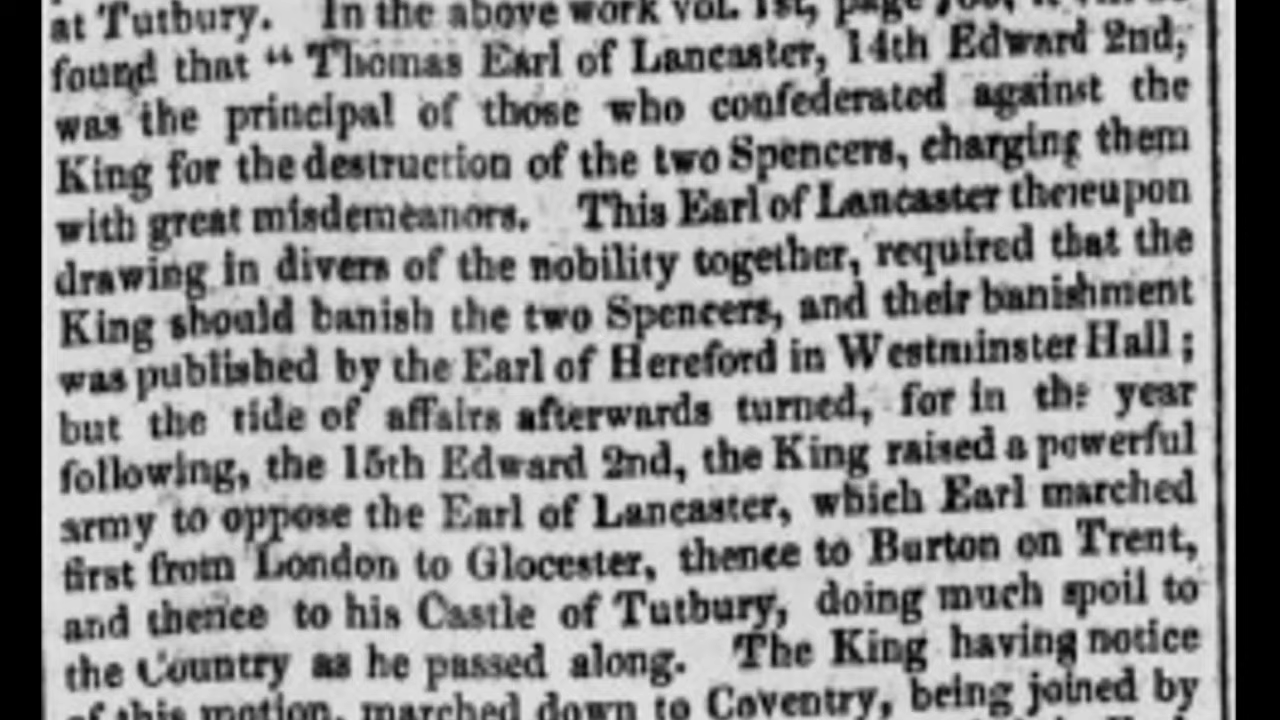 at Tutbury. In the above work vol. 1st, page
found that “ Thomas Earl of Lancaster, 14th Edward 2nd,
was the principal of those who confederated against the
King for the destruction of the two Spencers, charging them
with great misdemeanors. This Earl of Lancaster thereupon
drawing in divers of the nobility together, required that the
King should banish the two Spencers, and their banishment
was published by the Earl of Hereford in Westminster Hall ;
but the tide of affairs afterwards turned, for in the year
following, the 15th Edward 2nd, the King raised a powerful
army to oppose the Earl of Lancaster, which Earl marched
first from London to Glocester, thence to Burton on Trent,
and thence to his Castle of Tutbury, doing much spoil to
the Country as he passed along. The King having notice
of this motion, marched down to Coventry, being joined by